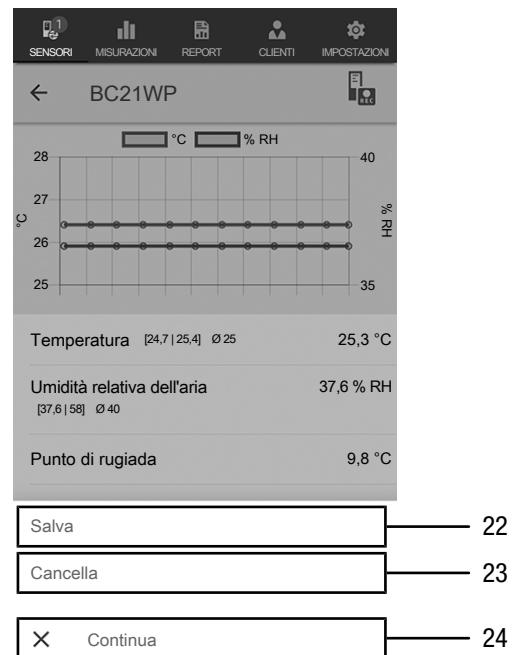 1
SENSORI MISURAZIONI REPORT CLIENTI IMPOSTAZIONI
BC21WP
REC
°C % RH
28 40
27
°C % RH
26
25 35
Temperatura [24,7 | 25,4] Ø 25 25,3 °C
Umidità relativa dell'aria 37,6 % RH
[37,6 | 58] Ø 40
Punto di rugiada 9,8 °C
Salva 22
Cancella 23
Continua 24